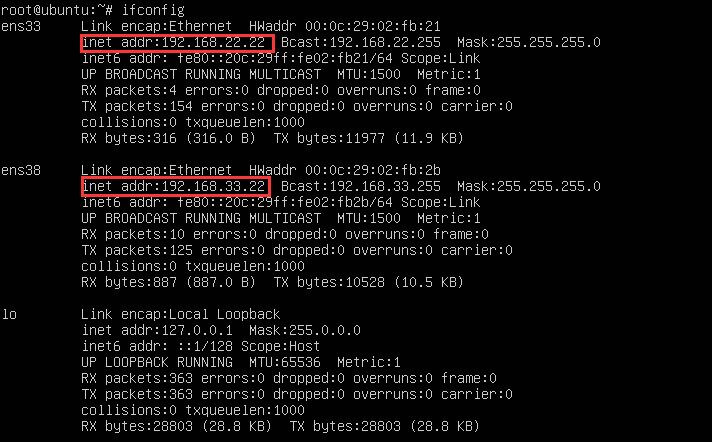 root@ubuntu:~# ifconfig
ens33     Link encap:Ethernet  HWaddr 00:0c:29:02:fb:21
          inet addr:192.168.22.22  Bcast:192.168.22.255  Mask:255.255.255.0
          inet6 addr: fe80::20c:29ff:fe02:fb21/64 Scope:Link
          UP BROADCAST RUNNING MULTICAST  MTU:1500  Metric:1
          RX packets:4 errors:0 dropped:0 overruns:0 frame:0
          TX packets:154 errors:0 dropped:0 overruns:0 carrier:0
          collisions:0 txqueuelen:1000
          RX bytes:316 (316.0 B)  TX bytes:11977 (11.9 KB)
ens38     Link encap:Ethernet  HWaddr 00:0c:29:02:fb:2b
          inet addr:192.168.33.22  Bcast:192.168.33.255  Mask:255.255.255.0
          inet6 addr: fe80::20c:29ff:fe02:fb2b/64 Scope:Link
          UP BROADCAST RUNNING MULTICAST  MTU:1500  Metric:1
          RX packets:10 errors:0 dropped:0 overruns:0 frame:0
          TX packets:125 errors:0 dropped:0 overruns:0 carrier:0
          collisions:0 txqueuelen:1000
          RX bytes:887 (887.0 B)  TX bytes:10528 (10.5 KB)
lo        Link encap:Local Loopback
          inet addr:127.0.0.1  Mask:255.0.0.0
          inet6 addr: ::1/128 Scope:Host
          UP LOOPBACK RUNNING  MTU:65536  Metric:1
          RX packets:363 errors:0 dropped:0 overruns:0 frame:0
          TX packets:363 errors:0 dropped:0 overruns:0 carrier:0
          collisions:0 txqueuelen:1000
          RX bytes:28803 (28.8 KB)  TX bytes:28803 (28.8 KB)